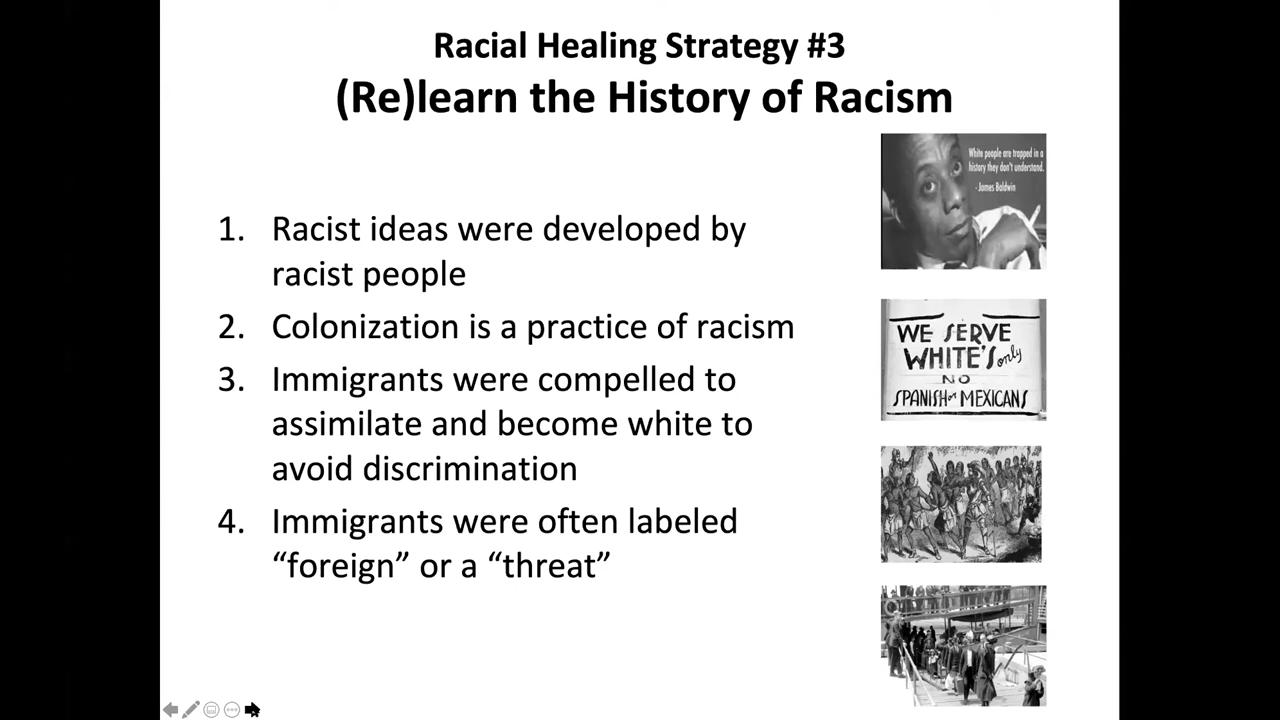 Racial Healing Strategy #3
(Re)learn the History of Racism
1. Racist ideas were developed by
racist people
2. Colonization is a practice of racism
3. Immigrants were compelled to
assimilate and become white to
avoid discrimination
4. Immigrants were often labeled
“foreign” or a “threat”
White people are trapped in a
history they don't understand.
- James Baldwin
WE SERVE
WHITE'S only
NO
SPANISH or MEXICANS